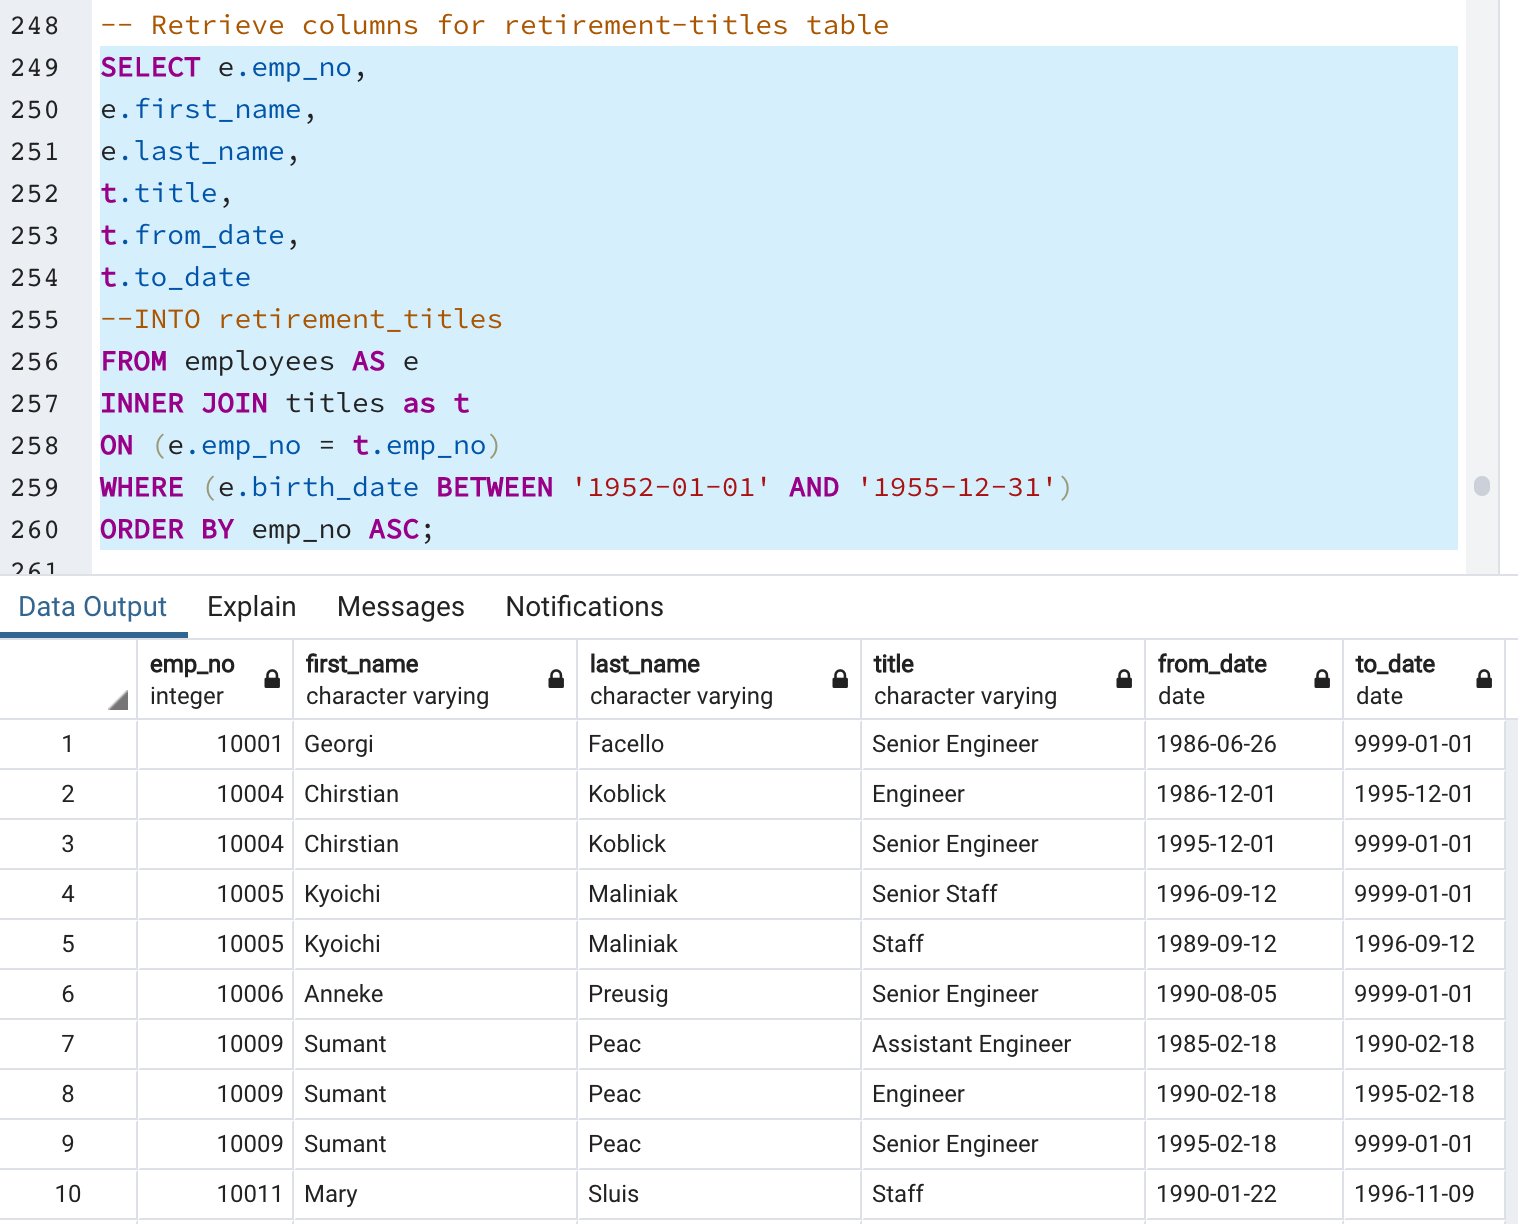 248 -- Retrieve columns for retirement-titles table
249 SELECT e.emp_no,
250 e.first_name,
251 e.last_name,
252 t.title,
253 t.from_date,
254 t.to_date
255 --INTO retirement_titles
256 FROM employees AS e
257 INNER JOIN titles as t
258 ON (e.emp_no = t.emp_no)
259 WHERE (e.birth_date BETWEEN '1952-01-01' AND '1955-12-31')
260 ORDER BY emp_no ASC;
261
Data Output Explain Messages Notifications
emp_no first_name last_name title from_date to_date
integer character varying character varying character varying date date
1 10001 Georgi Facello Senior Engineer 1986-06-26 9999-01-01
2 10004 Chirstian Koblick Engineer 1986-12-01 1995-12-01
3 10004 Chirstian Koblick Senior Engineer 1995-12-01 9999-01-01
4 10005 Kyoichi Maliniak Senior Staff 1996-09-12 9999-01-01
5 10005 Kyoichi Maliniak Staff 1989-09-12 1996-09-12
6 10006 Anneke Preusig Senior Engineer 1990-08-05 9999-01-01
7 10009 Sumant Peac Assistant Engineer 1985-02-18 1990-02-18
8 10009 Sumant Peac Engineer 1990-02-18 1995-02-18
9 10009 Sumant Peac Senior Engineer 1995-02-18 9999-01-01
10 10011 Mary Sluis Staff 1990-01-22 1996-11-09